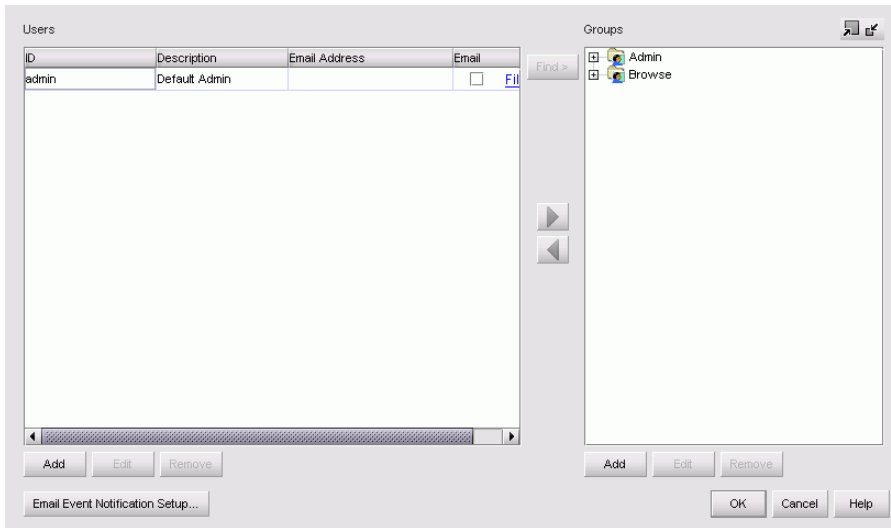 Users
ID Description Email Address Email
admin Default Admin Fil
Find >
Groups
Admin
Browse
Add Edit Remove
Add Edit Remove
Email Event Notification Setup...
OK Cancel Help